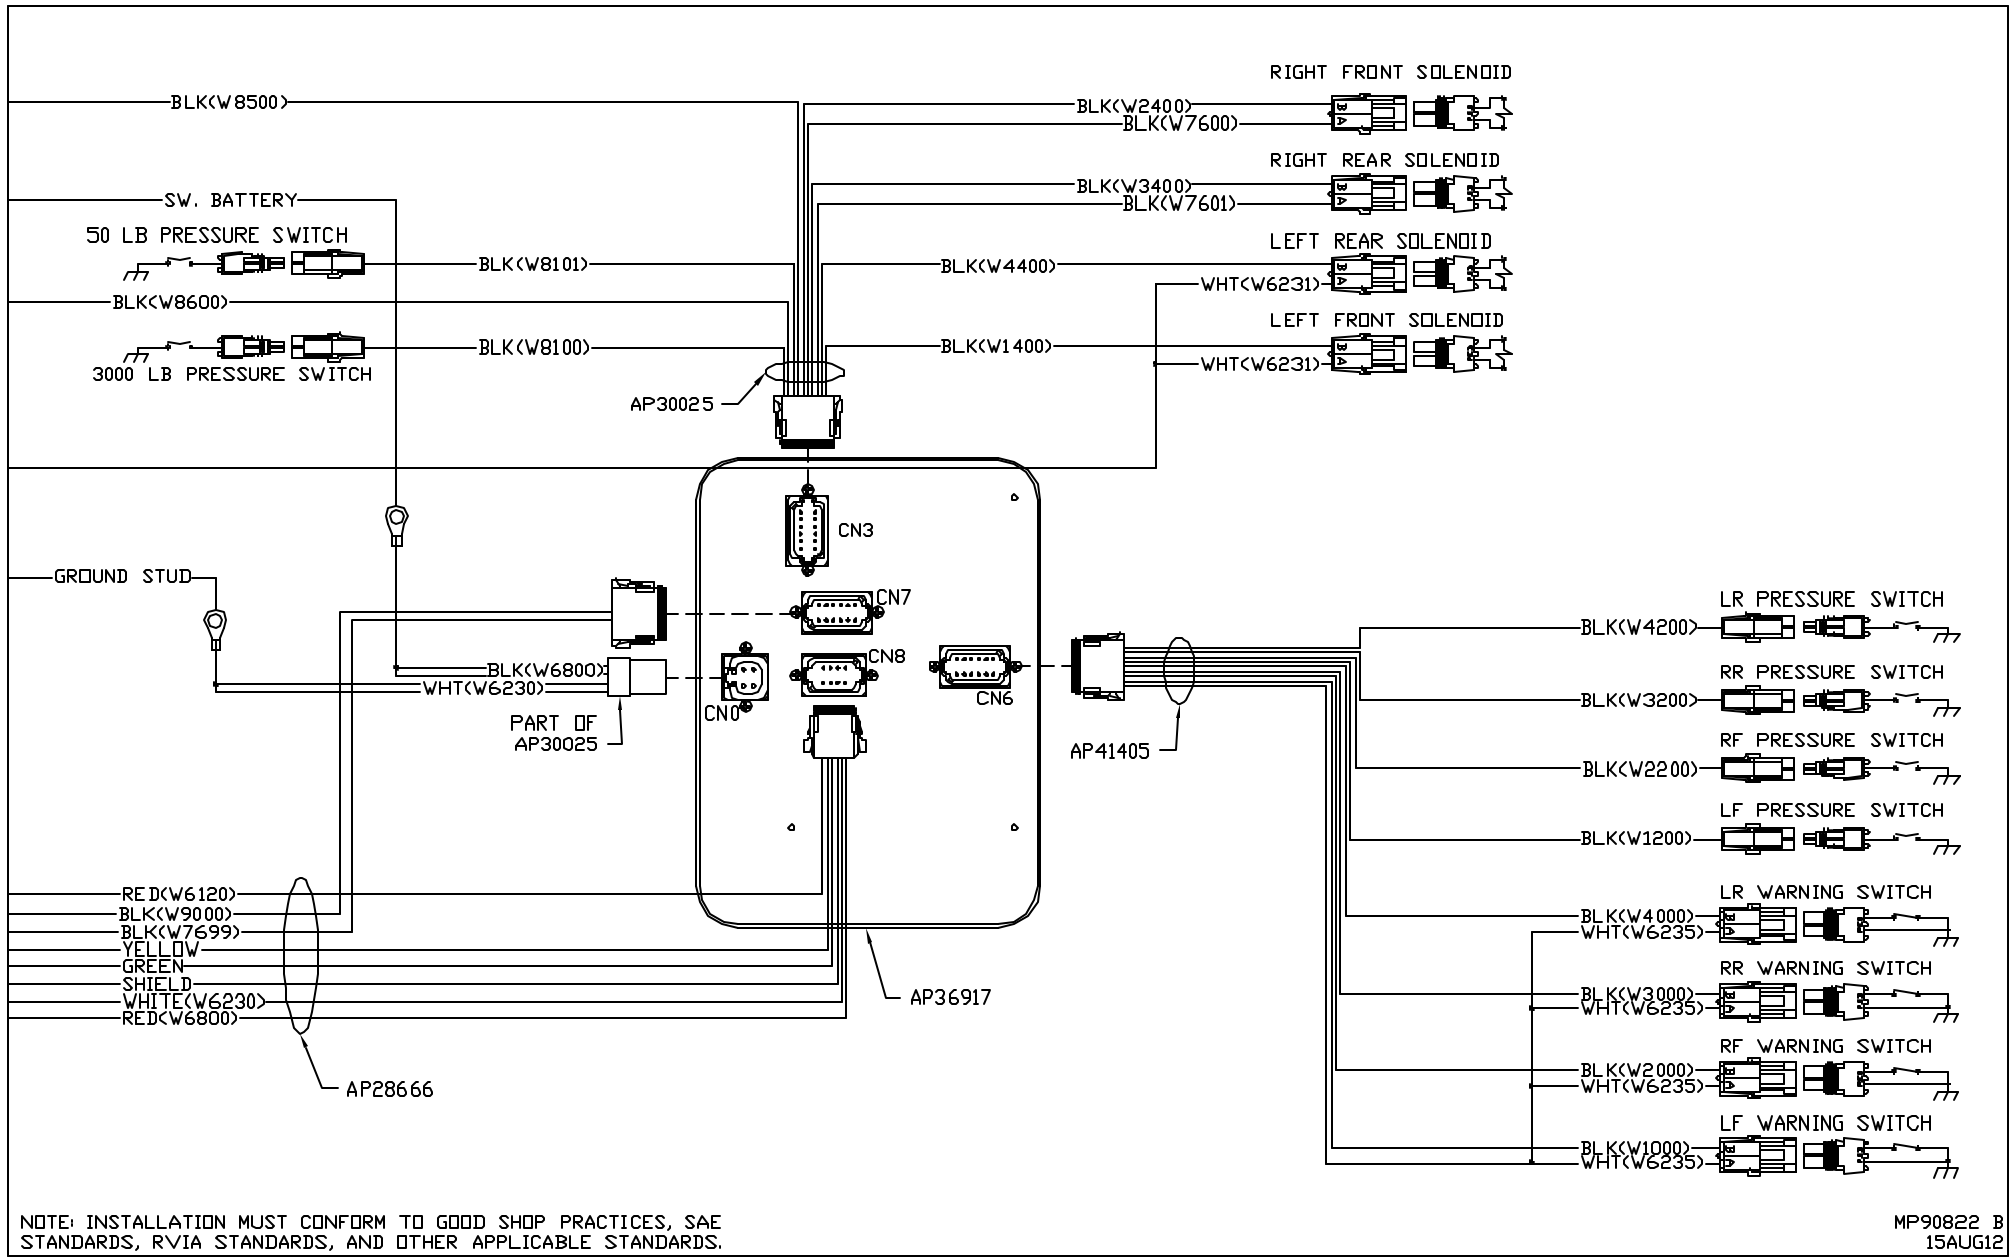 RIGHT FRONT SOLENOID
BLK(W8500)
BLK(W2400)
B
A
BLK(W7600)
RIGHT REAR SOLENOID
BLK(W3400)
B
A
BLK(W7601)
SW. BATTERY
50 LB PRESSURE SWITCH
LEFT REAR SOLENOID
BLK(W8101)
BLK(W4400)
B
A
WHT(W6231)
BLK(W8600)
LEFT FRONT SOLENOID
BLK(W8100)
BLK(W1400)
B
A
WHT(W6231)
3000 LB PRESSURE SWITCH
AP30025
CN3
GROUND STUD
CN7
CN8
BLK(W6800)
WHT(W6230)
CN0
CN6
PART OF
AP30025
AP41405
LR PRESSURE SWITCH
BLK(W4200)
RR PRESSURE SWITCH
BLK(W3200)
RF PRESSURE SWITCH
BLK(W2200)
LF PRESSURE SWITCH
BLK(W1200)
LR WARNING SWITCH
BLK(W4000)
B
A
WHT(W6235)
RR WARNING SWITCH
BLK(W3000)
B
A
WHT(W6235)
RF WARNING SWITCH
BLK(W2000)
B
A
WHT(W6235)
LF WARNING SWITCH
BLK(W1000)
B
A
WHT(W6235)
RED(W6120)
BLK(W9000)
BLK(W7699)
YELLOW
GREEN
SHIELD
WHITE(W6230)
RED(W6800)
AP36917
AP28666
NOTE: INSTALLATION MUST CONFORM TO GOOD SHOP PRACTICES, SAE
STANDARDS, RVIA STANDARDS, AND OTHER APPLICABLE STANDARDS.
MP90822 B
15AUG12